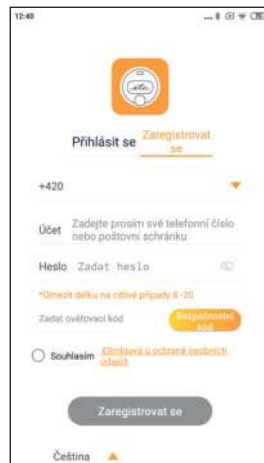 12:40
eta
Přihlásit se Zaregistrovat
se
+420
Účet Zadejte prosím své telefonní číslo
nebo poštovní schránku
Heslo Zadat heslo
*Omezit délku na citlivé případy 8-20
Zadat ověřovací kód Bezpečnostní
kód
Souhlasím
o ochraně osobních
údajů
Zaregistrovat se
Čeština